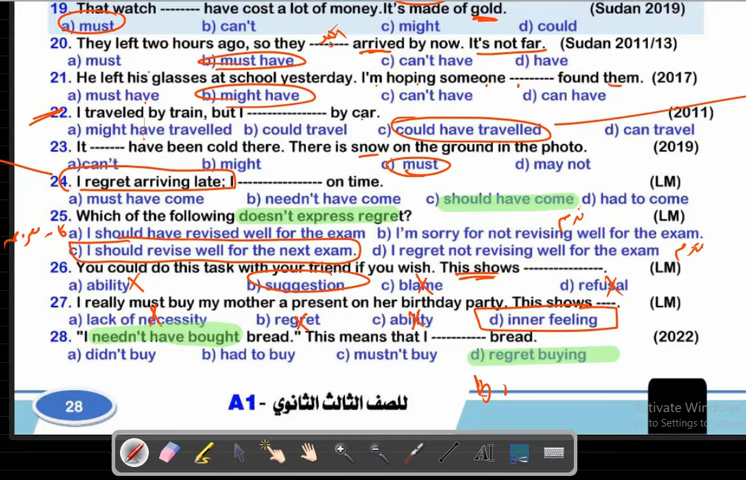 19. That watch -------- have cost a lot of money.It's made of gold. (Sudan 2019)
a) must b) can't c) might d) could
20. They left two hours ago, so they -------- arrived by now. It's not far. (Sudan 2011/13)
a) must b) must have c) can't have d) have
21. He left his glasses at school yesterday. I'm hoping someone --------- found them. (2017)
a) must have b) might have c) can't have d) can have
22. I traveled by train, but I --------------- by car. (2011)
a) might have travelled b) could travel c) could have travelled d) can travel
23. It ------- have been cold there. There is snow on the ground in the photo. (2019)
a)can't b) might c) must d) may not
24. I regret arriving late; I ------------------ on time. (LM)
a) must have come b) needn't have come c) should have come d) had to come
25. Which of the following doesn't express regret? (LM)
a) I should have revised well for the exam b) I'm sorry for not revising well for the exam.
c) I should revise well for the next exam. d) I regret not revising well for the exam
26. You could do this task with your friend if you wish. This shows ---------------. (LM)
a) ability b) suggestion c) blame d) refusal
27. I really must buy my mother a present on her birthday party. This shows ----. (LM)
a) lack of necessity b) regret c) ability d) inner feeling
28. "I needn't have bought bread." This means that I ---------- bread. (2022)
a) didn't buy b) had to buy c) mustn't buy d) regret buying
b
28 A1 - للصف الثالث الثانوي
Activate Windows
Go to Settings to
AI